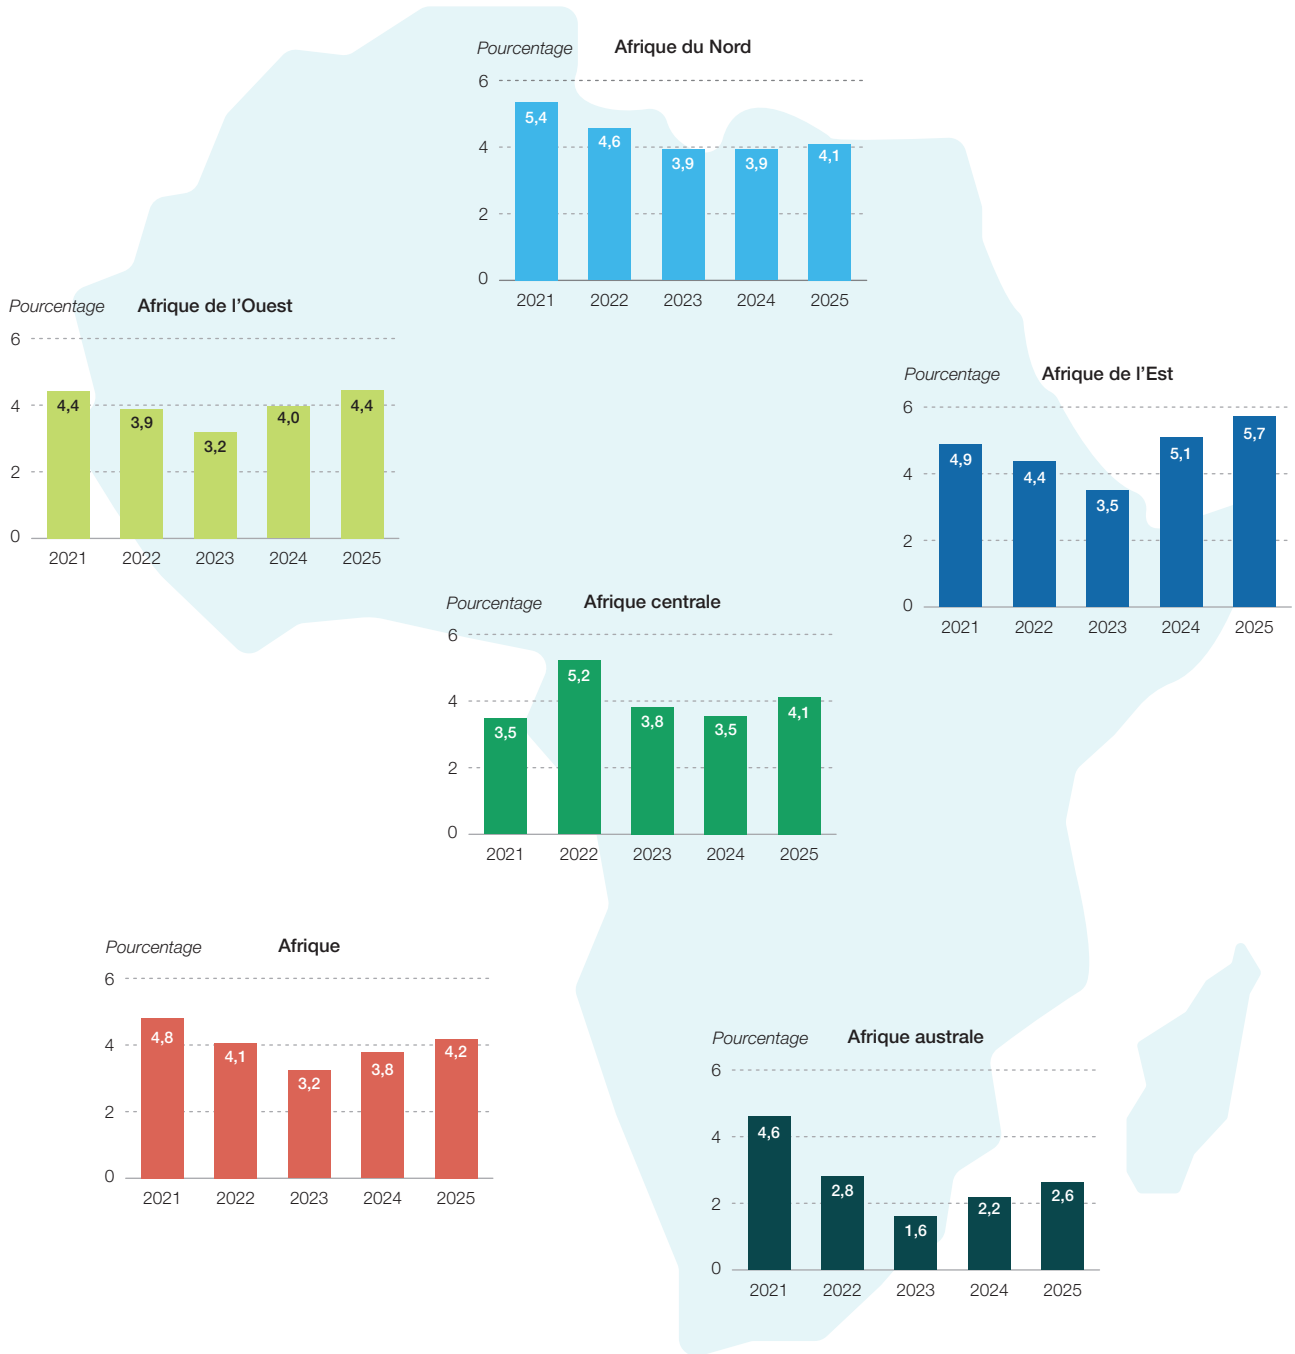 Pourcentage Afrique du Nord
6
4
2
0
5,4 4,6 3,9 3,9 4,1
2021 2022 2023 2024 2025
Pourcentage Afrique de l’Ouest
6
4
2
0
4,4 3,9 3,2 4,0 4,4
2021 2022 2023 2024 2025
Pourcentage Afrique de l’Est
6
4
2
0
4,9 4,4 3,5 5,1 5,7
2021 2022 2023 2024 2025
Pourcentage Afrique centrale
6
4
2
0
3,5 5,2 3,8 3,5 4,1
2021 2022 2023 2024 2025
Pourcentage Afrique
6
4
2
0
4,8 4,1 3,2 3,8 4,2
2021 2022 2023 2024 2025
Pourcentage Afrique australe
6
4
2
0
4,6 2,8 1,6 2,2 2,6
2021 2022 2023 2024 2025